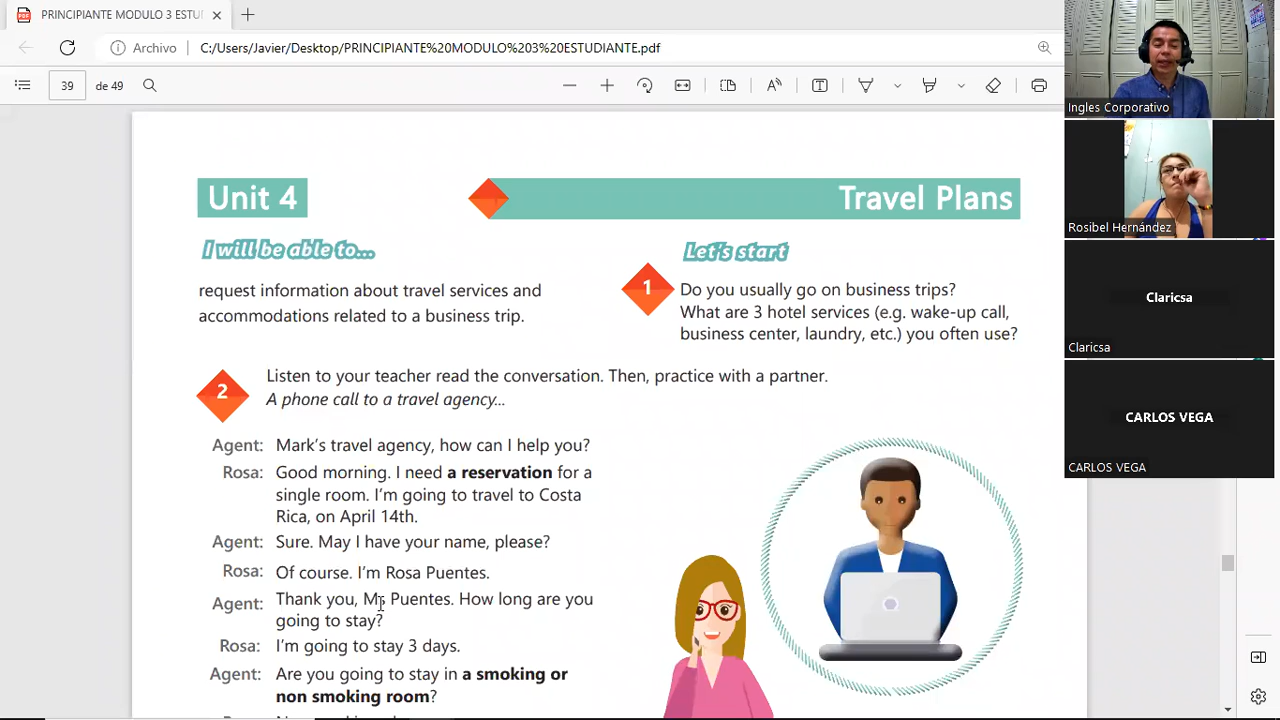 PRINCIPIANTE MODULO 3 ESTU
Archivo
C:/Users/Javier/Desktop/PRINCIPIANTE%20MODULO%203%20ESTUDIANTE.pdf
39
de 49
Unit 4
Travel Plans
I will be able to...
request information about travel services and
accommodations related to a business trip.
Let's start
1
Do you usually go on business trips?
What are 3 hotel services (e.g. wake-up call,
business center, laundry, etc.) you often use?
2
Listen to your teacher read the conversation. Then, practice with a partner.
A phone call to a travel agency...
Agent: Mark's travel agency, how can I help you?
Rosa: Good morning. I need a reservation for a
single room. I'm going to travel to Costa
Rica, on April 14th.
Agent: Sure. May I have your name, please?
Rosa: Of course. I'm Rosa Puentes.
Agent: Thank you, Puentes. How long are you
going to stay?
Rosa: I'm going to stay 3 days.
Agent: Are you going to stay in a smoking or
non smoking room?
Ingles Corporativo
Rosibel Hernández
Claricsa
Claricsa
CARLOS VEGA
CARLOS VEGA